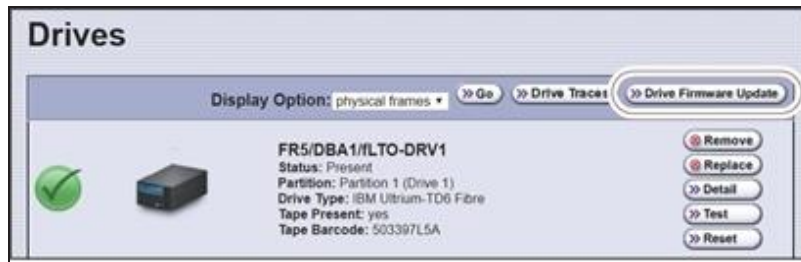 Drives
Display Option: physical frames Go Drive Traces Drive Firmware Update
FR5/DBA1/fLTO-DRV1
Status: Present
Partition: Partition 1 (Drive 1)
Drive Type: IBM Ultrium-TD6 Fibre
Tape Present: yes
Tape Barcode: 503397L5A
Remove
Replace
Detail
Test
Reset